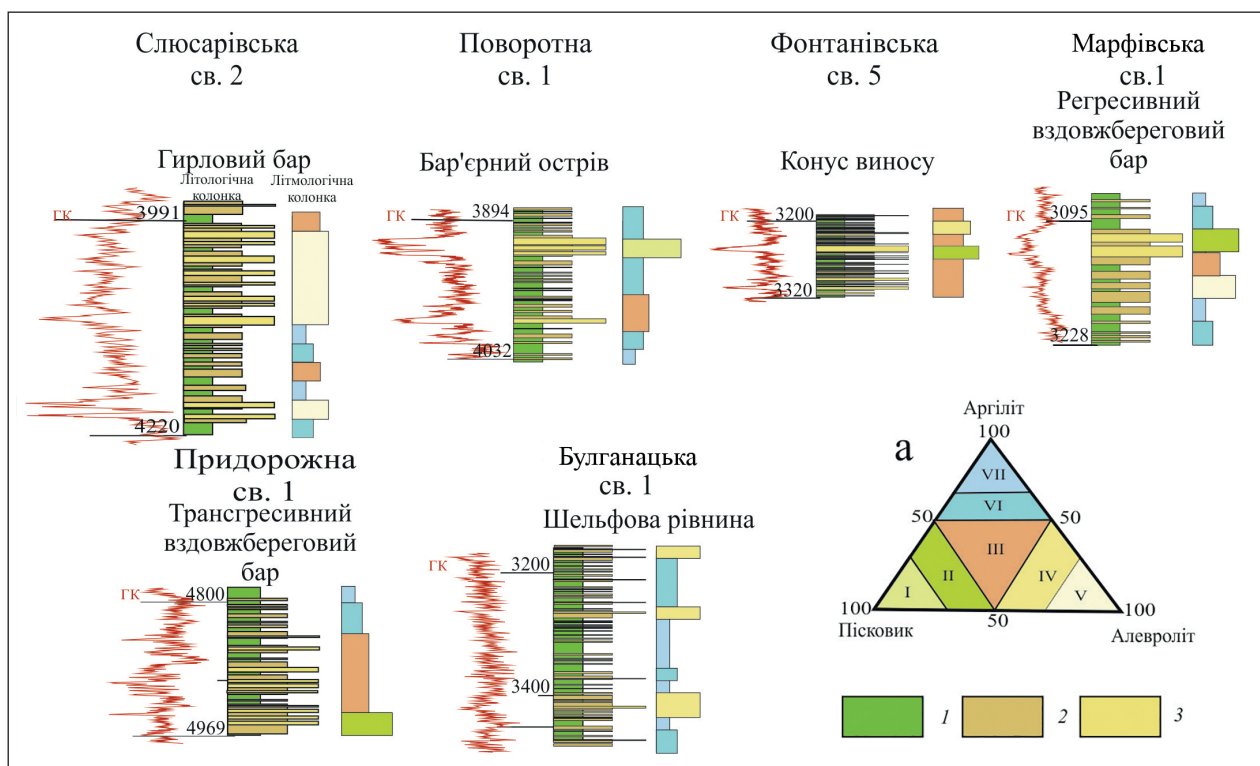 Слюсарівська
св. 2
Гирловий бар
Літологічна
колонка
Літмологічна
колонка
ГК
3991
4220
Поворотна
св. 1
Бар'єрний острів
ГК
3894
4032
Фонтанівська
св. 5
Конус виносу
ГК
3200
3320
Марфівська
св.1
Регресивний
вздовжбереговий
бар
ГК
3095
3228
Придорожна
св. 1
Трансгресивний
вздовжбереговий
бар
ГК
4800
4969
Булганацька
св. 1
Шельфова рівнина
ГК
3200
3400
а
Аргіліт
100
VII
VI
50
50
III
II
IV
I
V
100
50
100
Пісковик
Алевроліт
1
2
3